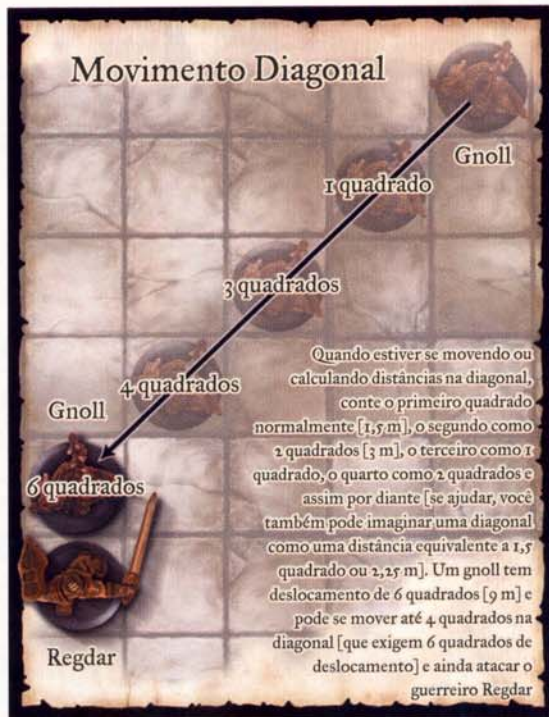 Movimento Diagonal
Gnoll
1 quadrado
3 quadrados
4 quadrados
Gnoll
6 quadrados
Regdar
Quando estiver se movendo ou
calculando distâncias na diagonal,
conte o primeiro quadrado
normalmente [1,5 m], o segundo como
2 quadrados [3 m], o terceiro como 1
quadrado, o quarto como 2 quadrados e
assim por diante [se ajudar, você
também pode imaginar uma diagonal
como uma distância equivalente a 1,5
quadrado ou 2,25 m]. Um gnoll tem
deslocamento de 6 quadrados [9 m] e
pode se mover até 4 quadrados na
diagonal [que exigem 6 quadrados de
deslocamento] e ainda atacar o
guerreiro Regdar